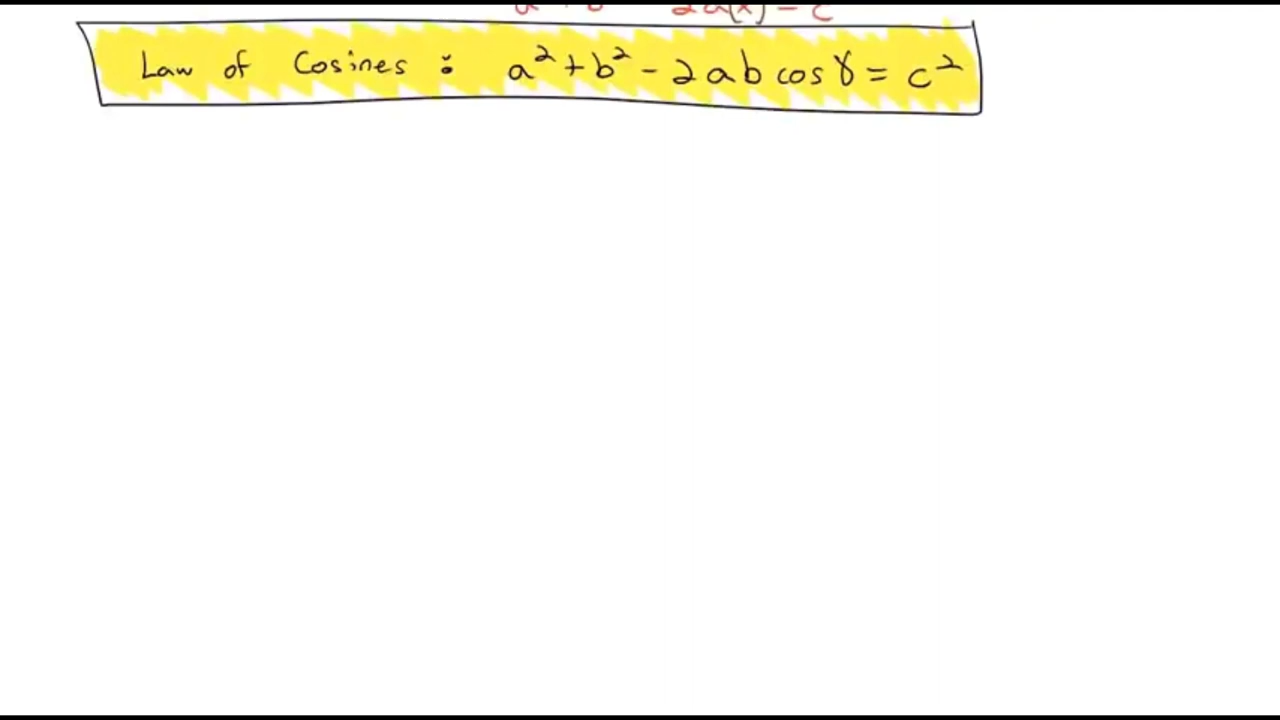 Law of Cosines : a² + b² - 2ab cos γ = c²